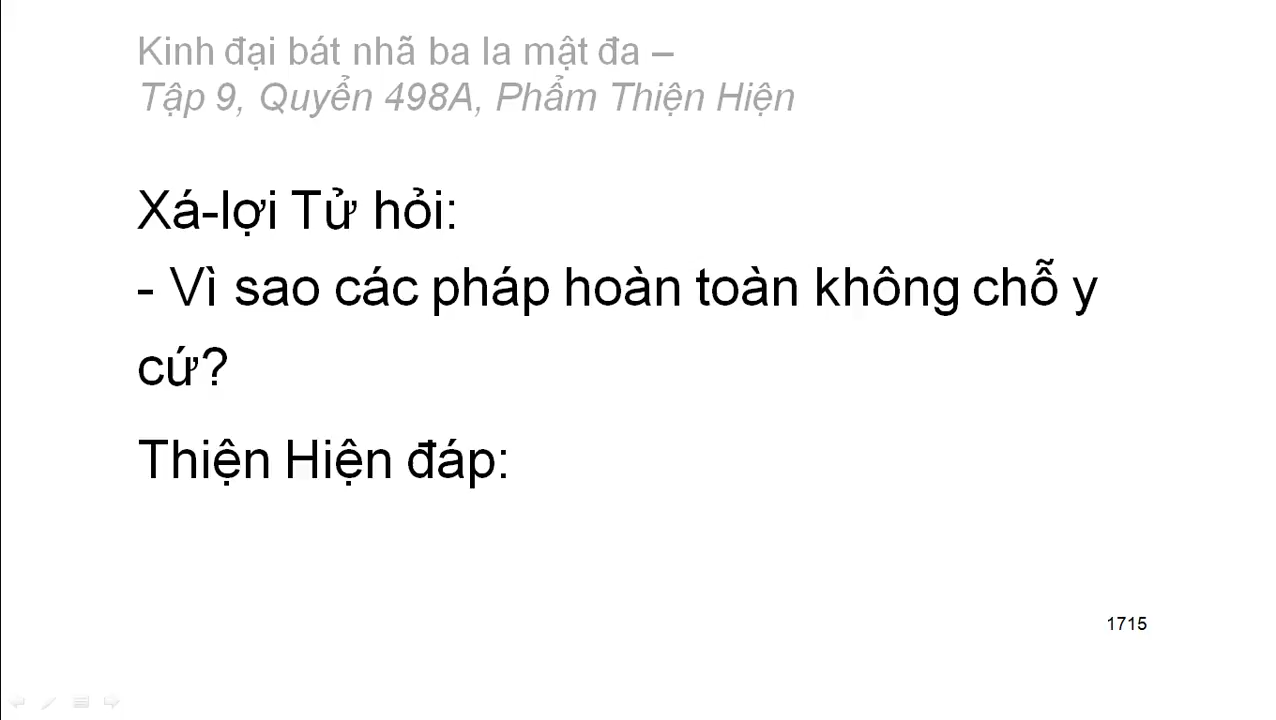 Kinh đại bát nhã ba la mật đa –
Tập 9, Quyển 498A, Phẩm Thiện Hiện
Xá-lợi Tử hỏi:
- Vì sao các pháp hoàn toàn không chỗ y
cứ?
Thiện Hiện đáp:
1715